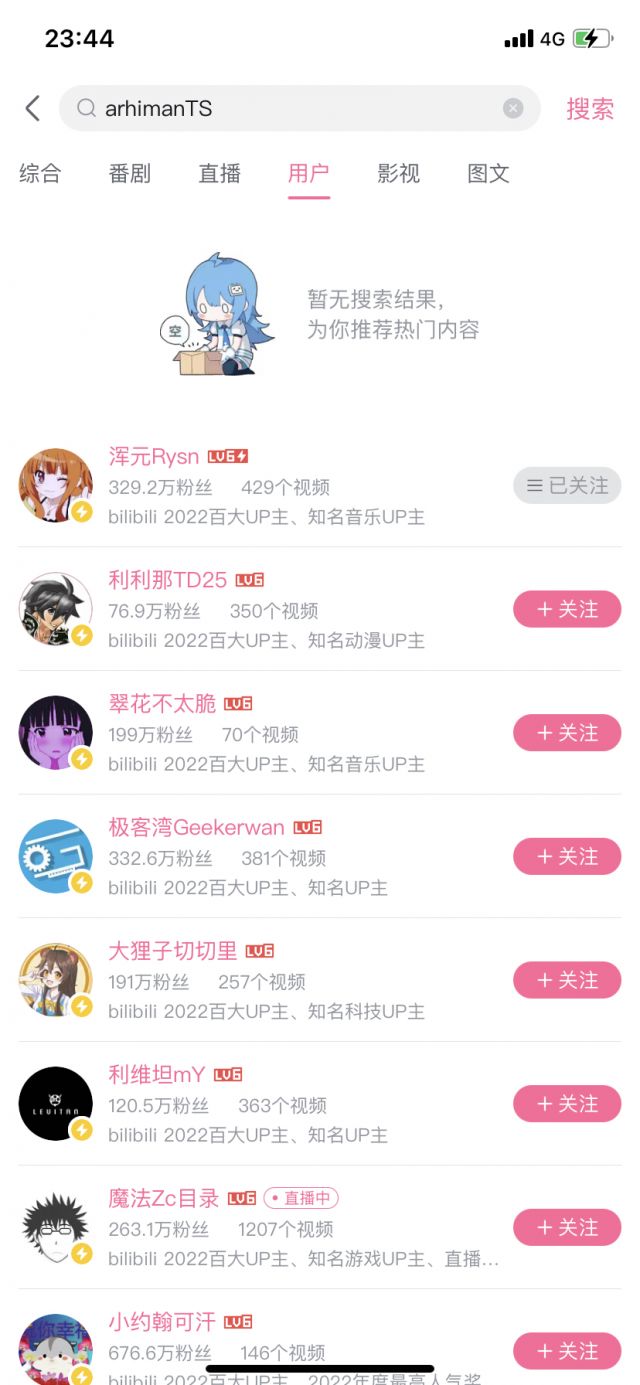 23:44
4G
arhimanTS
搜索
综合 番剧 直播 用户 影视 图文
空
暂无搜索结果，
为你推荐热门内容
浑元Rysn LV6
329.2万粉丝 429个视频
已关注
bilibili 2022百大UP主、知名音乐UP主
利利那TD25 LV6
76.9万粉丝 350个视频
+ 关注
bilibili 2022百大UP主、知名动漫UP主
翠花不太脆 LV6
199万粉丝 70个视频
+ 关注
bilibili 2022百大UP主、知名音乐UP主
极客湾Geekerwan LV6
332.6万粉丝 381个视频
+ 关注
bilibili 2022百大UP主、知名UP主
大狸子切切里 LV6
191万粉丝 257个视频
+ 关注
bilibili 2022百大UP主、知名科技UP主
LEVITAN
利维坦mY LV6
120.5万粉丝 363个视频
+ 关注
bilibili 2022百大UP主、知名UP主
魔法Zc目录 LV6 直播中
263.1万粉丝 1207个视频
+ 关注
bilibili 2022百大UP主、知名游戏UP主、直播...
小约翰可汗 LV6
676.6万粉丝 146个视频
+ 关注
bilibili 2022百大UP主、2022年度最高人气奖